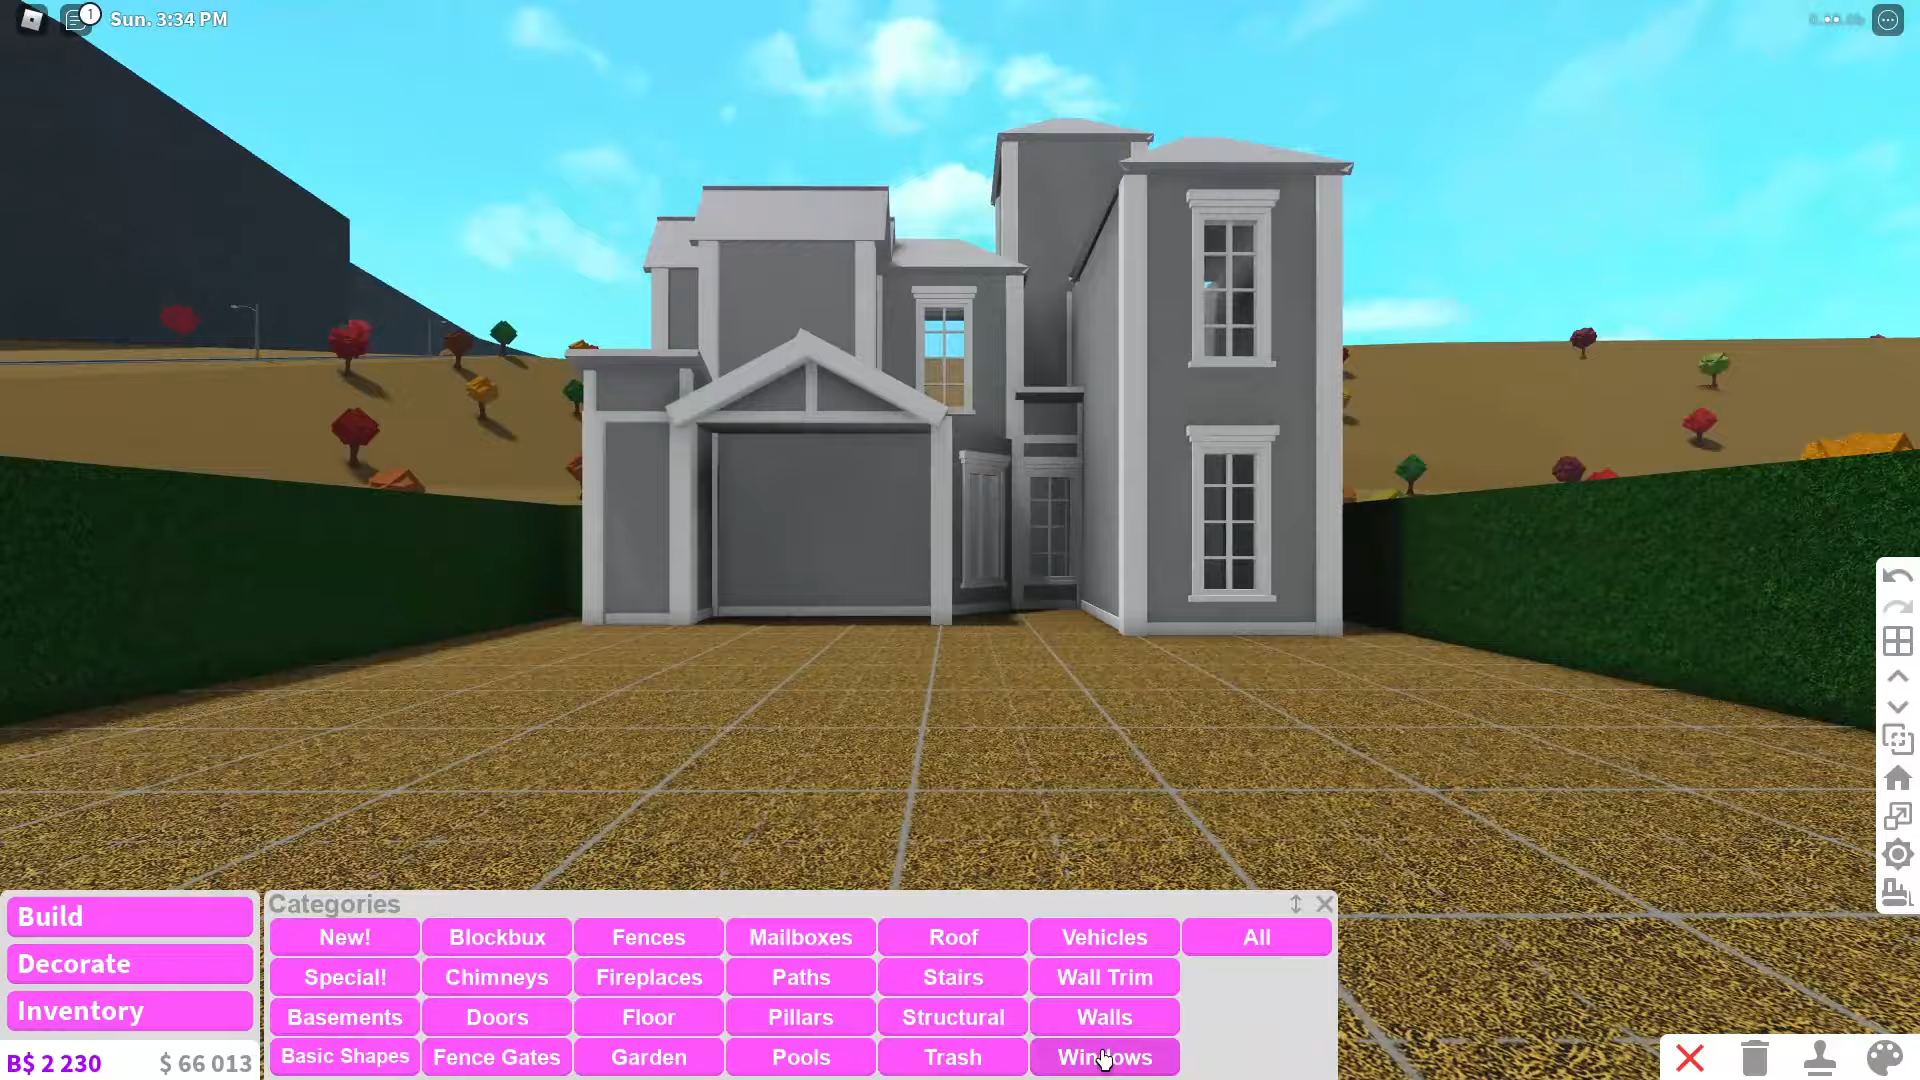 1
Sun. 3:34 PM
Build
Decorate
Inventory
B$ 2 230
$ 66 013
Categories
New!
Blockbux
Fences
Mailboxes
Roof
Vehicles
All
Special!
Chimneys
Fireplaces
Paths
Stairs
Wall Trim
Basements
Doors
Floor
Pillars
Structural
Walls
Basic Shapes
Fence Gates
Garden
Pools
Trash
Windows